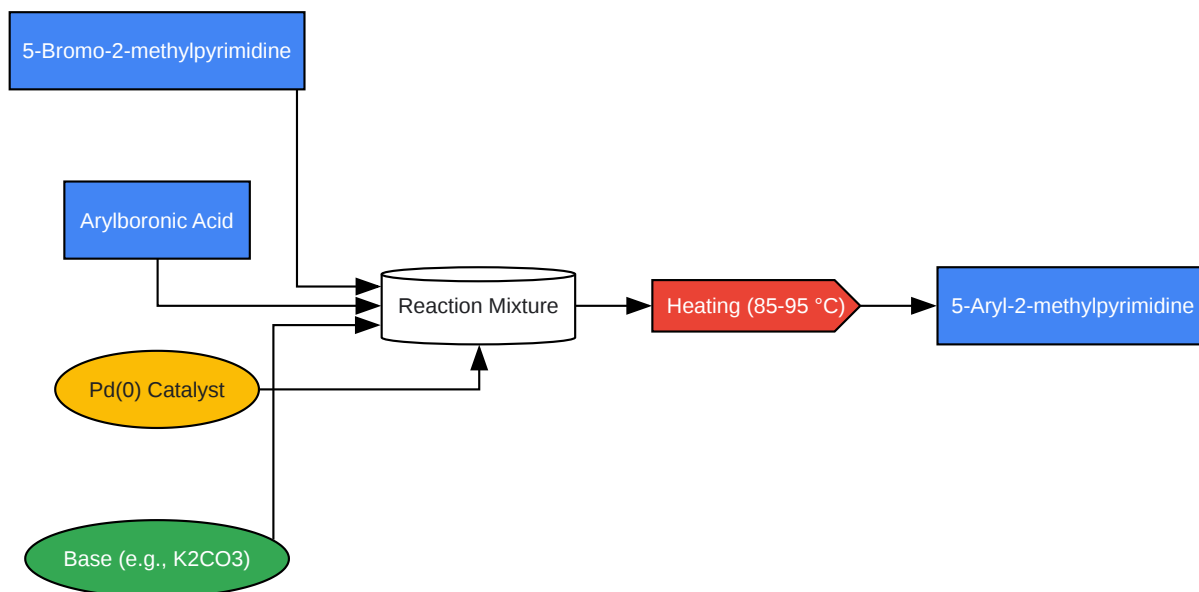 5-Bromo-2-methylpyrimidine
Arylboronic Acid
Reaction Mixture
Heating (85-95 °C)
5-Aryl-2-methylpyrimidine
Pd(0) Catalyst
Base (e.g., K2CO3)